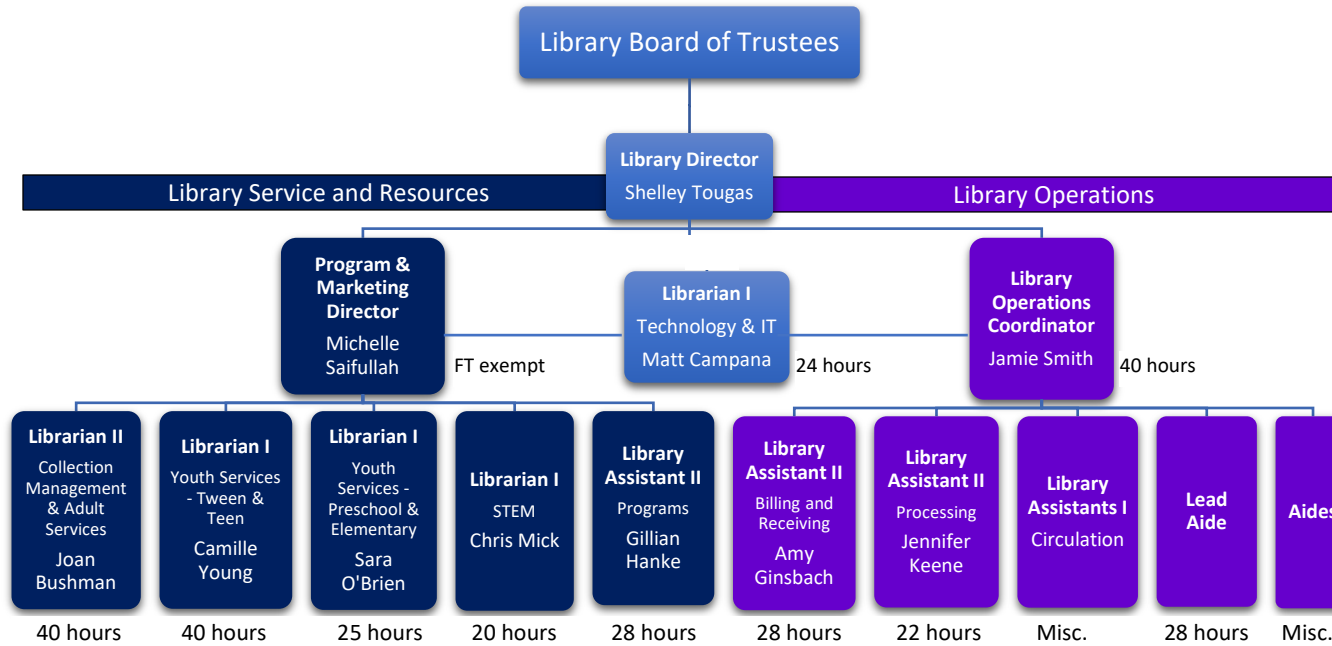 Library Board of Trustees
Library Director
Shelley Tougas
Library Service and Resources
Library Operations
Program &
Marketing
Director
Michelle
Saifullah
FT exempt
Librarian I
Technology & IT
Matt Campana
24 hours
Library
Operations
Coordinator
Jamie Smith
40 hours
Librarian II
Collection
Management
& Adult
Services
Joan
Bushman
40 hours
Librarian I
Youth Services
- Tween &
Teen
Camille
Young
40 hours
Librarian I
Youth
Services -
Preschool &
Elementary
Sara
O'Brien
25 hours
Librarian I
STEM
Chris Mick
20 hours
Library
Assistant II
Programs
Gillian
Hanke
28 hours
Library
Assistant II
Billing and
Receiving
Amy
Ginsbach
28 hours
Library
Assistant II
Processing
Jennifer
Keene
22 hours
Library
Assistants I
Circulation
Misc.
Lead
Aide
28 hours
Aides
Misc.